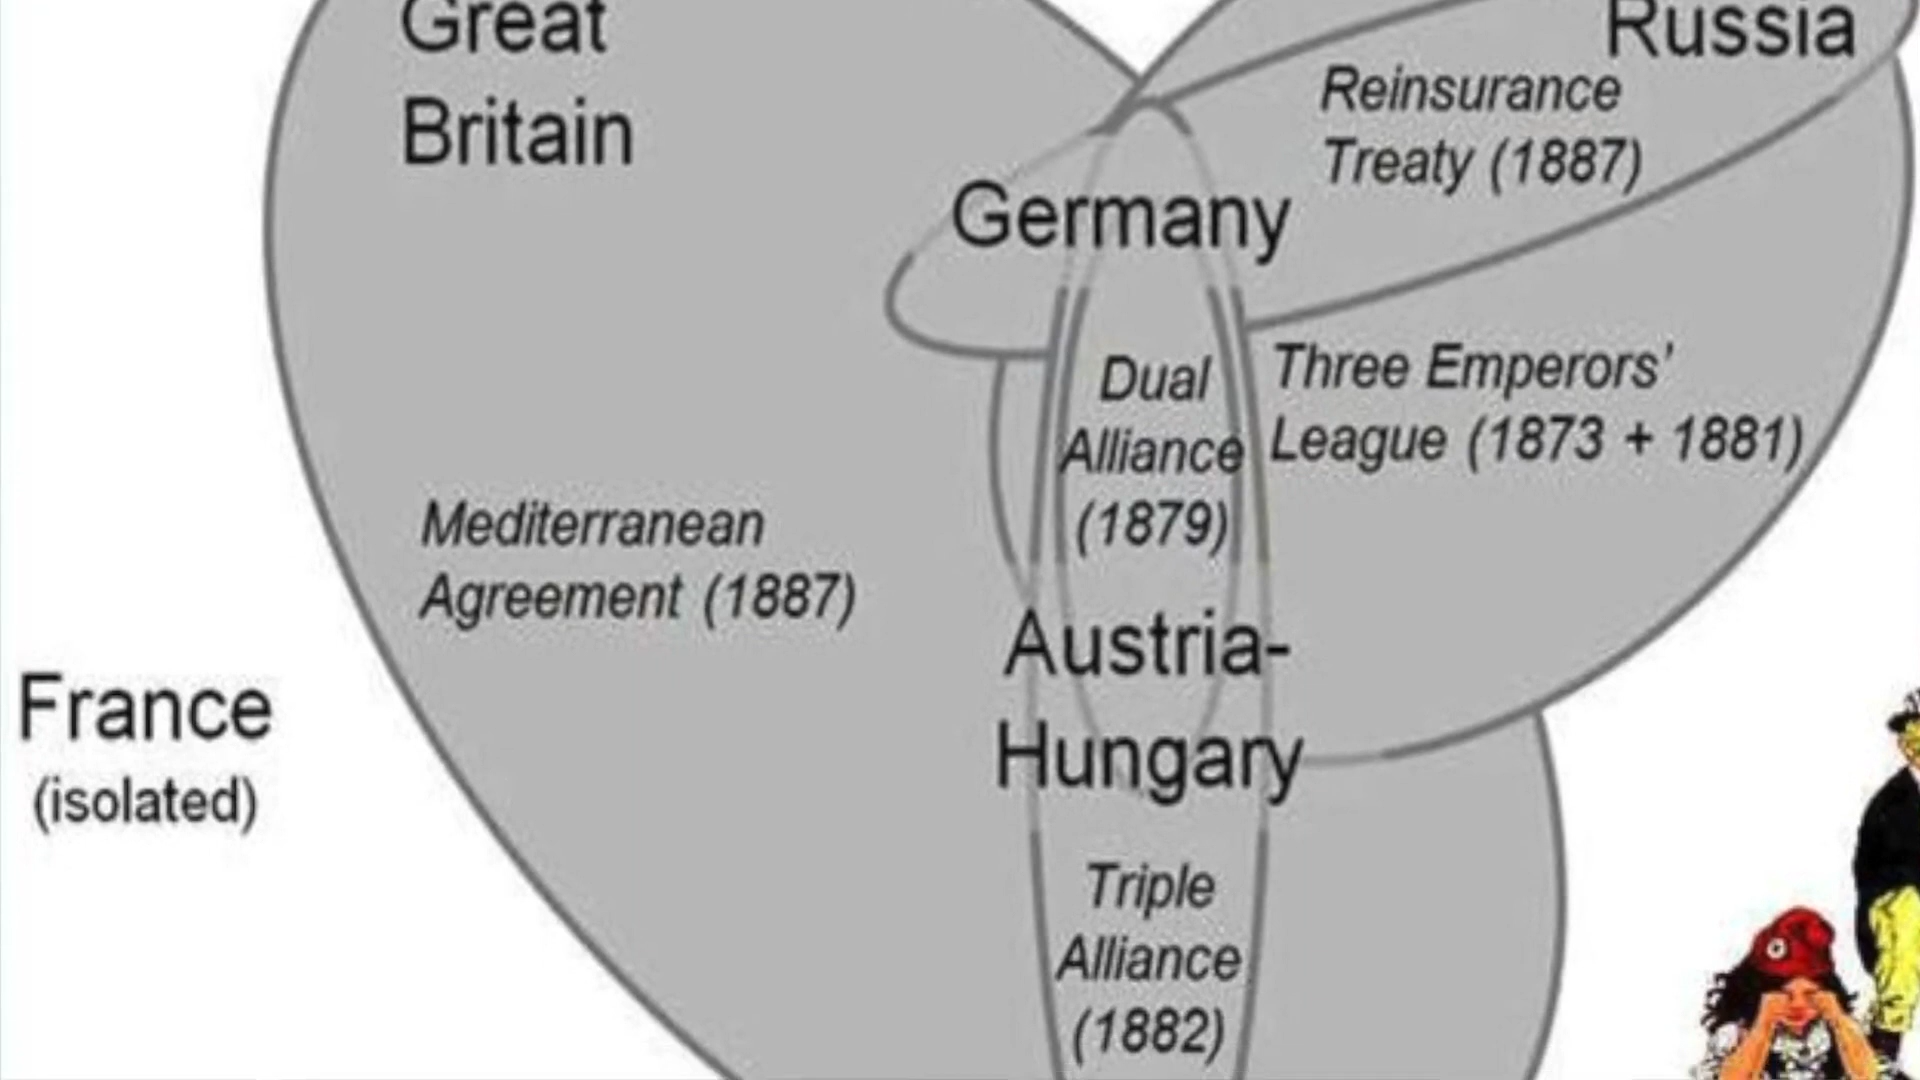 Great
Britain
Russia
Reinsurance
Treaty (1887)
Germany
Dual
Alliance
(1879)
Three Emperors'
League (1873 + 1881)
Mediterranean
Agreement (1887)
Austria-
Hungary
France
(isolated)
Triple
Alliance
(1882)